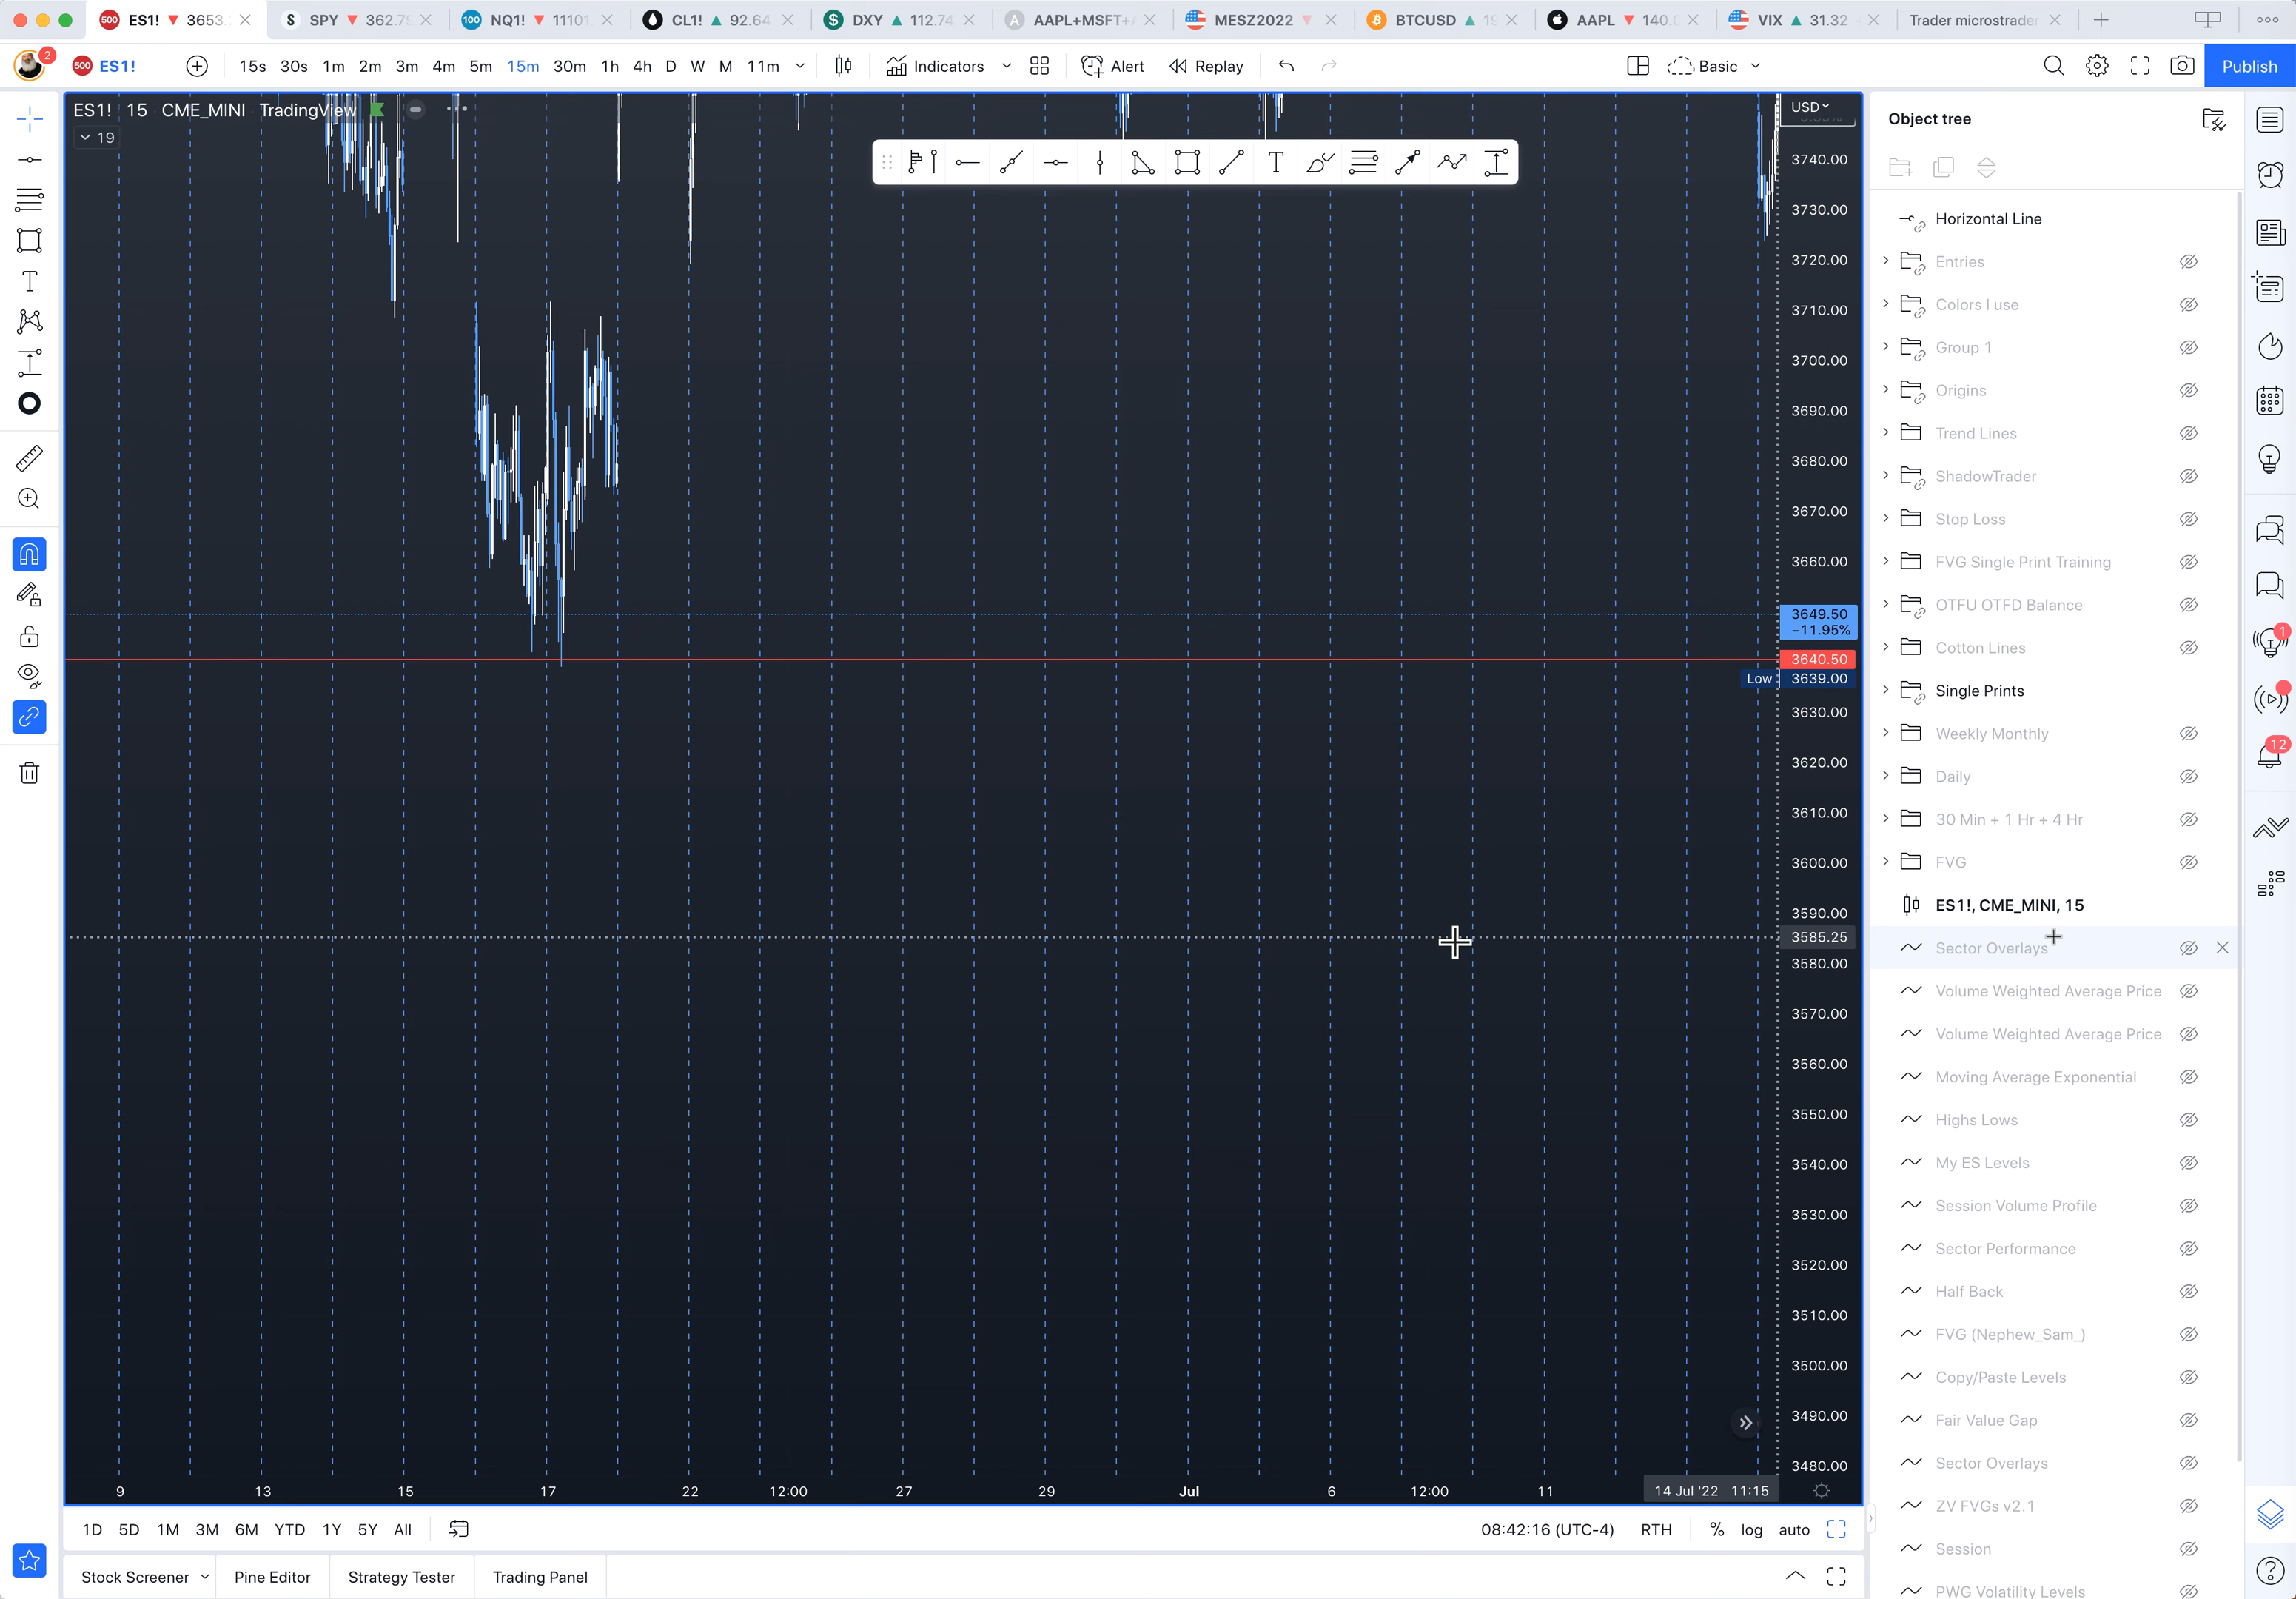 ES1! ▼ 3653.
SPY ▼ 362.7
NQ1! ▼ 11101
CL1! ▲ 92.64
DXY ▲ 112.74
AAPL+MSFT+
MESZ2022 ▼
BTCUSD ▲ 19
AAPL ▼ 140.
VIX ▲ 31.32
Trader microstrader
2
500 ES1!
15s 30s 1m 2m 3m 4m 5m 15m 30m 1h 4h D W M 11m
Indicators
Alert
Replay
Basic
Publish
ES1! 15 CME_MINI TradingView
19
USD
3740.00
3730.00
3720.00
3710.00
3700.00
3690.00
3680.00
3670.00
3660.00
3649.50
−11.95%
3640.50
Low 3639.00
3630.00
3620.00
3610.00
3600.00
3590.00
3585.25
3580.00
3570.00
3560.00
3550.00
3540.00
3530.00
3520.00
3510.00
3500.00
3490.00
3480.00
9 13 15 17 22 12:00 27 29 Jul 6 12:00 11 14 Jul '22 11:15
1D 5D 1M 3M 6M YTD 1Y 5Y All
08:42:16 (UTC-4) RTH % log auto
Stock Screener Pine Editor Strategy Tester Trading Panel
Object tree
Horizontal Line
Entries
Colors I use
Group 1
Origins
Trend Lines
ShadowTrader
Stop Loss
FVG Single Print Training
OTFU OTFD Balance
Cotton Lines
Single Prints
Weekly Monthly
Daily
30 Min + 1 Hr + 4 Hr
FVG
ES1!, CME_MINI, 15
Sector Overlays
Volume Weighted Average Price
Volume Weighted Average Price
Moving Average Exponential
Highs Lows
My ES Levels
Session Volume Profile
Sector Performance
Half Back
FVG (Nephew_Sam_)
Copy/Paste Levels
Fair Value Gap
Sector Overlays
ZV FVGs v2.1
Session
PWG Volatility Levels
1
12